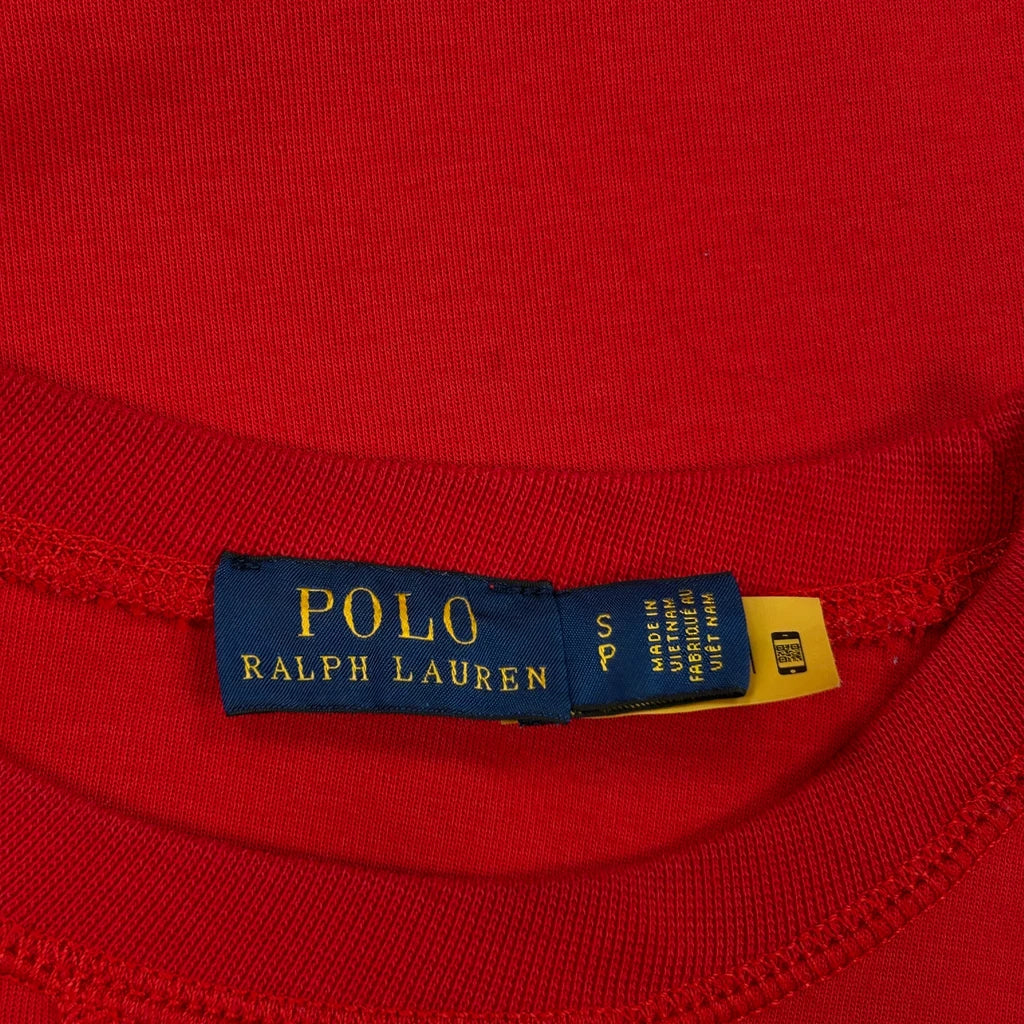 POLO
RALPH LAUREN
S
P
MADE IN
VIETNAM
FABRIQUÉ AU
VIÊT NAM